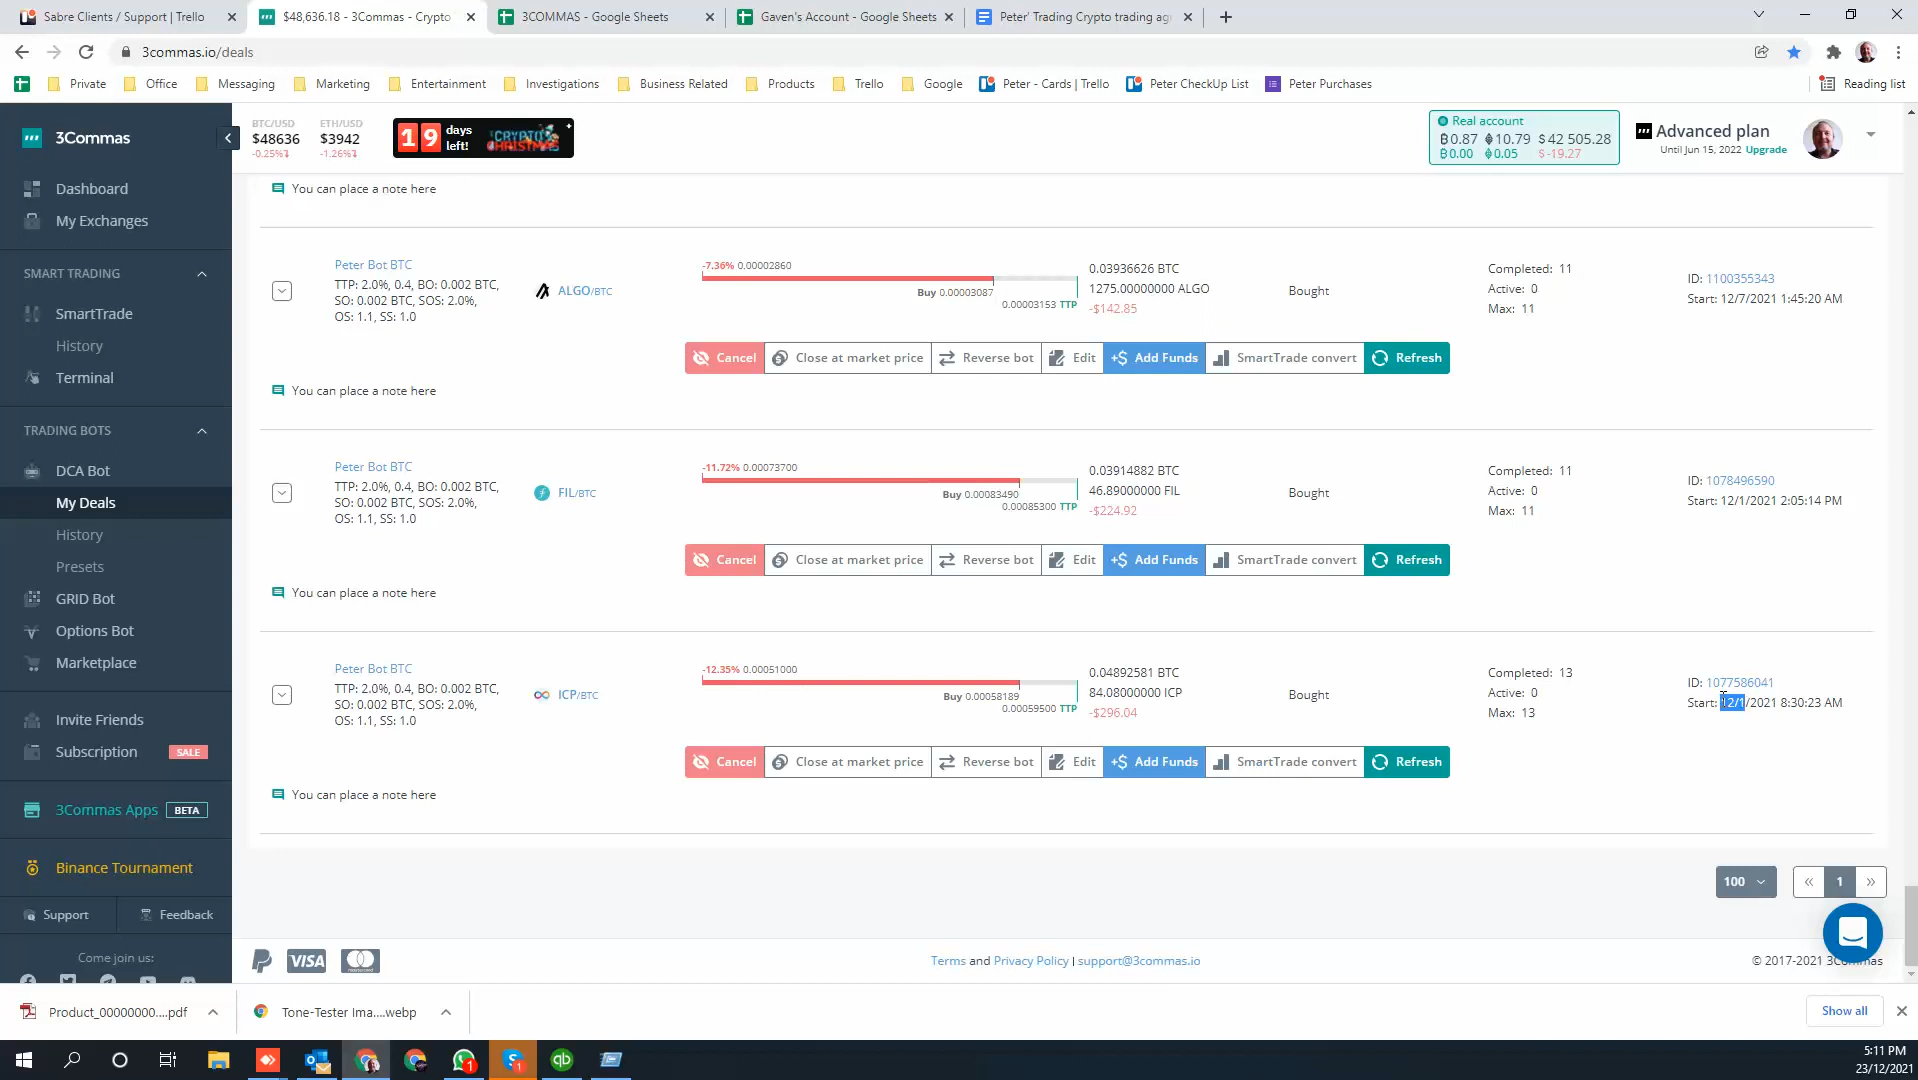 Sabre Clients / Support | Trello
$48,636.18 - 3Commas - Crypto
3COMMAS - Google Sheets
Gaven's Account - Google Sheets
Peter' Trading Crypto trading ag
3commas.io/deals
Private
Office
Messaging
Marketing
Entertainment
Investigations
Business Related
Products
Trello
Google
Peter - Cards | Trello
Peter CheckUp List
Peter Purchases
Reading list
3Commas
BTC/USD
$48636
-0.25%
ETH/USD
$3942
-1.26%
19 days left!
CRYPTO CHRISTMAS
Real account
₿0.87 10.79 $ 42 505.28
₿0.00 0.05 $ -19.27
Advanced plan
Until Jun 15, 2022 Upgrade
Dashboard
My Exchanges
SMART TRADING
SmartTrade
History
Terminal
TRADING BOTS
DCA Bot
My Deals
History
Presets
GRID Bot
Options Bot
Marketplace
Invite Friends
Subscription SALE
3Commas Apps BETA
Binance Tournament
Support
Feedback
Come join us:
You can place a note here
Peter Bot BTC
TTP: 2.0%, 0.4, BO: 0.002 BTC,
SO: 0.002 BTC, SOS: 2.0%,
OS: 1.1, SS: 1.0
ALGO/BTC
-7.36% 0.00002860
Buy 0.00003087
0.00003153 TTP
0.03936626 BTC
1275.00000000 ALGO
-$142.85
Bought
Completed: 11
Active: 0
Max: 11
ID: 1100355343
Start: 12/7/2021 1:45:20 AM
Cancel
Close at market price
Reverse bot
Edit
+$ Add Funds
SmartTrade convert
Refresh
You can place a note here
Peter Bot BTC
TTP: 2.0%, 0.4, BO: 0.002 BTC,
SO: 0.002 BTC, SOS: 2.0%,
OS: 1.1, SS: 1.0
FIL/BTC
-11.72% 0.00073700
Buy 0.00083490
0.00085300 TTP
0.03914882 BTC
46.89000000 FIL
-$224.92
Bought
Completed: 11
Active: 0
Max: 11
ID: 1078496590
Start: 12/1/2021 2:05:14 PM
Cancel
Close at market price
Reverse bot
Edit
+$ Add Funds
SmartTrade convert
Refresh
You can place a note here
Peter Bot BTC
TTP: 2.0%, 0.4, BO: 0.002 BTC,
SO: 0.002 BTC, SOS: 2.0%,
OS: 1.1, SS: 1.0
ICP/BTC
-12.35% 0.00051000
Buy 0.00058189
0.00059500 TTP
0.04892581 BTC
84.08000000 ICP
-$296.04
Bought
Completed: 13
Active: 0
Max: 13
ID: 1077586041
Start: 12/1/2021 8:30:23 AM
Cancel
Close at market price
Reverse bot
Edit
+$ Add Funds
SmartTrade convert
Refresh
You can place a note here
100
« 1 »
VISA
Terms and Privacy Policy | support@3commas.io
© 2017-2021 3Commas
Product_00000000....pdf
Tone-Tester Ima....webp
Show all
5:11 PM
23/12/2021